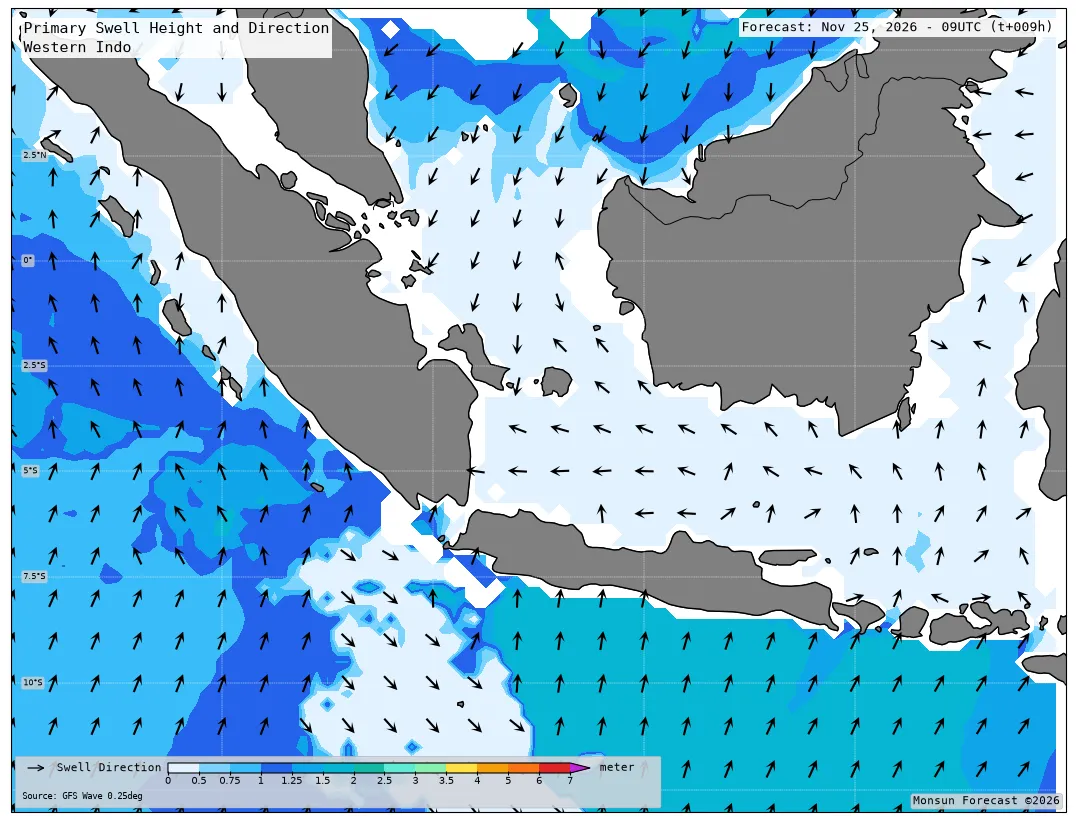 Primary Swell Height and Direction
Western Indo
Forecast: Nov 25, 2026 - 09UTC (t+009h)
2.5°N
0°
2.5°S
5°S
7.5°S
10°S
Swell Direction
0 0.5 0.75 1 1.25 1.5 2 2.5 3 3.5 4 5 6 7
meter
Source: GFS Wave 0.25deg
Monsun Forecast ©2026